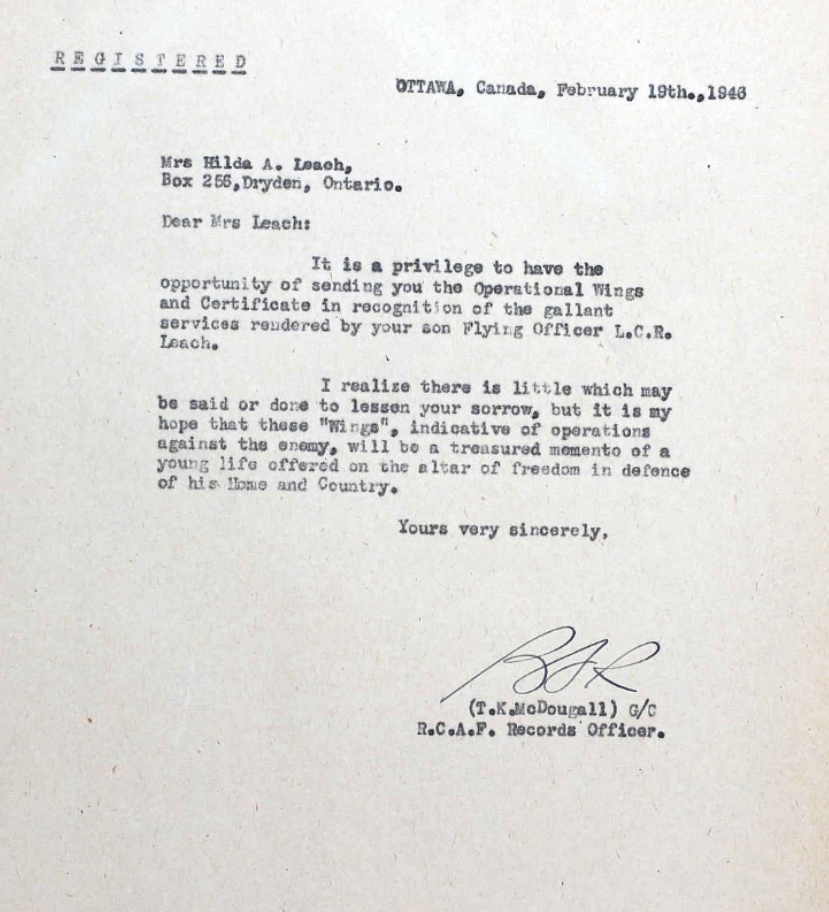 REGISTERED
OTTAWA, Canada, February 19th.,1946
Mrs Hilda A. Leach,
Box 256,Dryden, Ontario.
Dear Mrs Leach:
It is a privilege to have the
opportunity of sending you the Operational Wings
and Certificate in recognition of the gallant
services rendered by your son Flying Officer L.C.R.
Leach.
I realize there is little which may
be said or done to lessen your sorrow, but it is my
hope that these "Wings", indicative of operations
against the enemy, will be a treasured memento of a
young life offered on the altar of freedom in defence
of his Home and Country.
Yours very sincerely,
(T.K.McDougall) G/C
R.C.A.F. Records Officer.